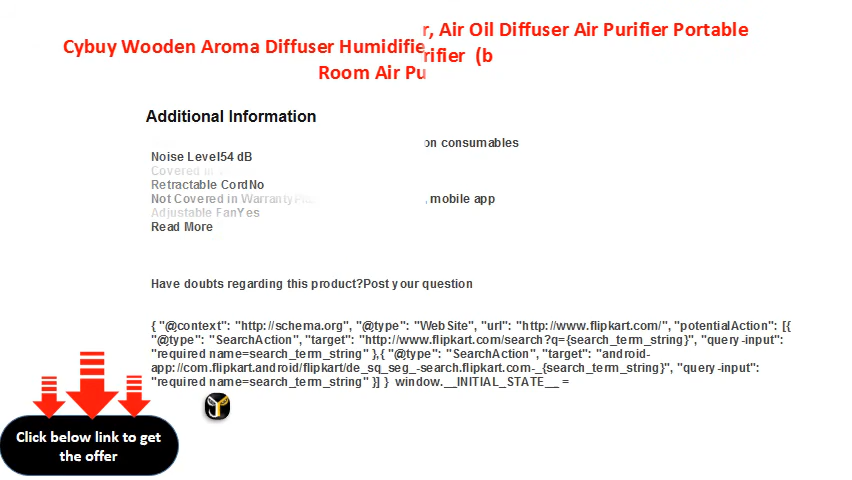 Cybuy Wooden Aroma Diffuser Humidifie r, Air Oil Diffuser Air Purifier Portable
Room Air Pu rifier (b
Additional Information
on consumables
Noise Level54 dB
Covered in
Retractable CordNo
Not Covered in Warranty , mobile app
Adjustable FanYes
Read More
Have doubts regarding this product?Post your question
{ "@context": "http://schema.org", "@type": "WebSite", "url": "http://www.flipkart.com/", "potentialAction": [{
"@type": "SearchAction", "target": "http://www.flipkart.com/search?q={search_term_string}", "query-input":
"required name=search_term_string" },{ "@type": "SearchAction", "target": "android-
app://com.flipkart.android/flipkart/de_sq_seg_-search.flipkart.com-_{search_term_string}", "query-input":
"required name=search_term_string" }] } window.__INITIAL_STATE__ =
Click below link to get
the offer